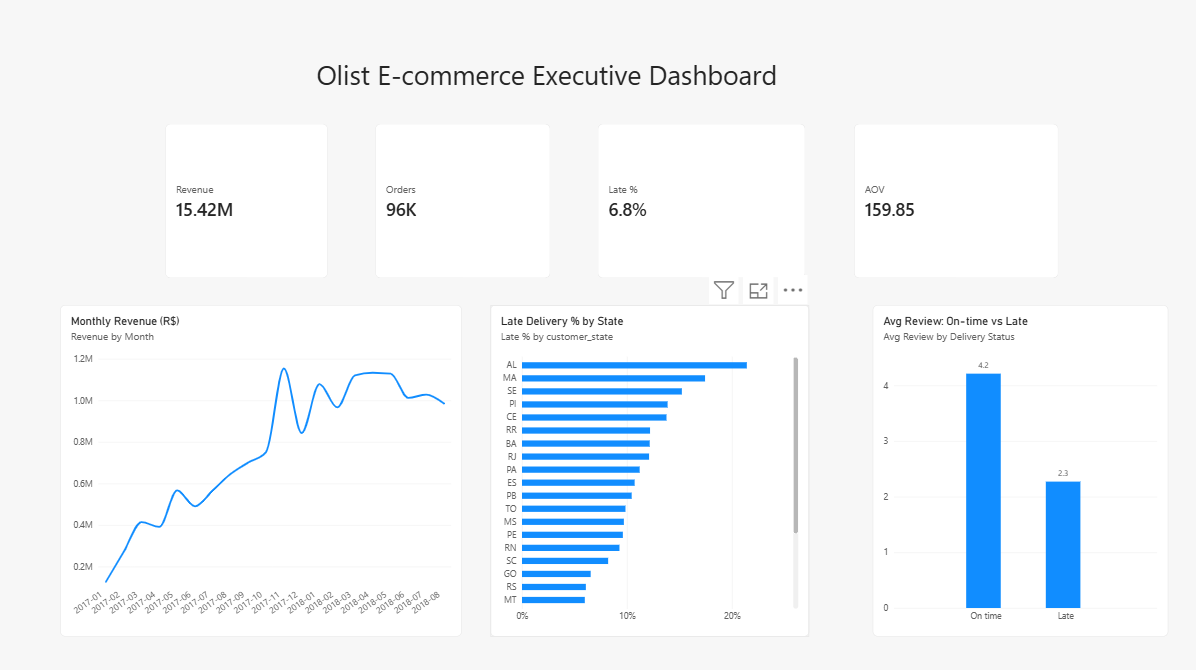 Olist E-commerce Executive Dashboard
Revenue
15.42M
Orders
96K
Late %
6.8%
AOV
159.85
Monthly Revenue (R$)
Revenue by Month
1.2M
1.0M
0.8M
0.6M
0.4M
0.2M
2017-01
2017-02
2017-03
2017-04
2017-05
2017-06
2017-07
2017-08
2017-09
2017-10
2017-11
2017-12
2018-01
2018-02
2018-03
2018-04
2018-05
2018-06
2018-07
2018-08
Late Delivery % by State
Late % by customer_state
AL
MA
SE
PI
CE
RR
BA
RJ
PA
ES
PB
TO
MS
PE
RN
SC
GO
RS
MT
0% 10% 20%
Avg Review: On-time vs Late
Avg Review by Delivery Status
4.2
4
3
2.3
2
1
0
On time Late